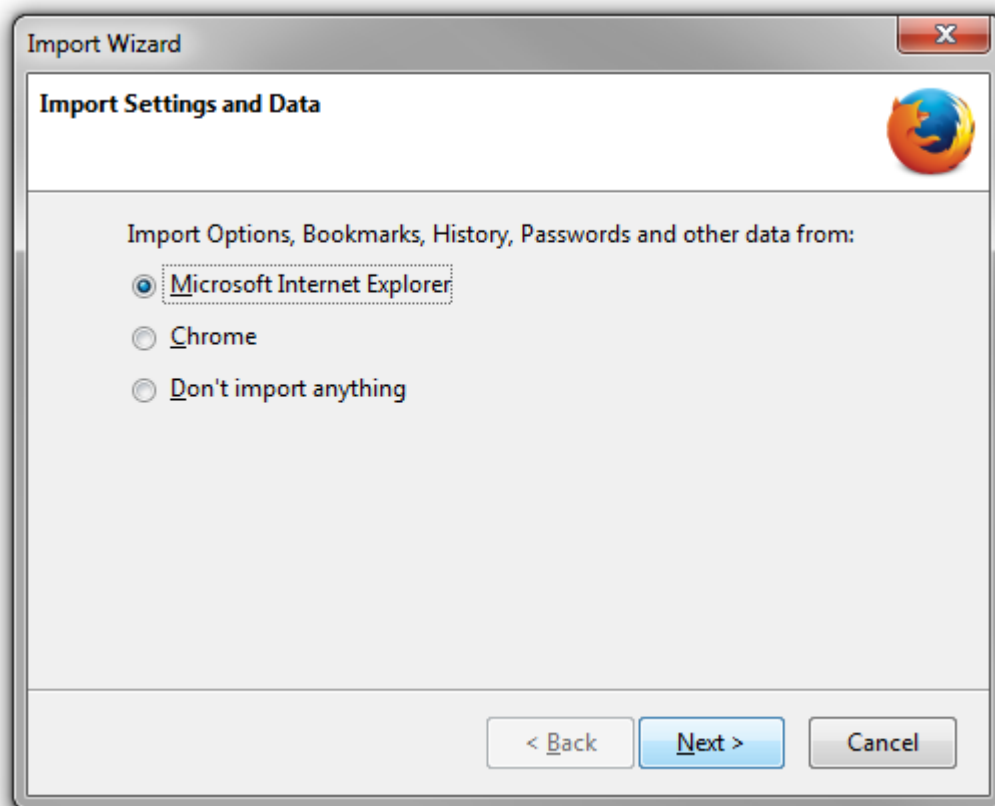 Import Wizard
Import Settings and Data
Import Options, Bookmarks, History, Passwords and other data from:
Microsoft Internet Explorer
Chrome
Don't import anything
< Back Next > Cancel